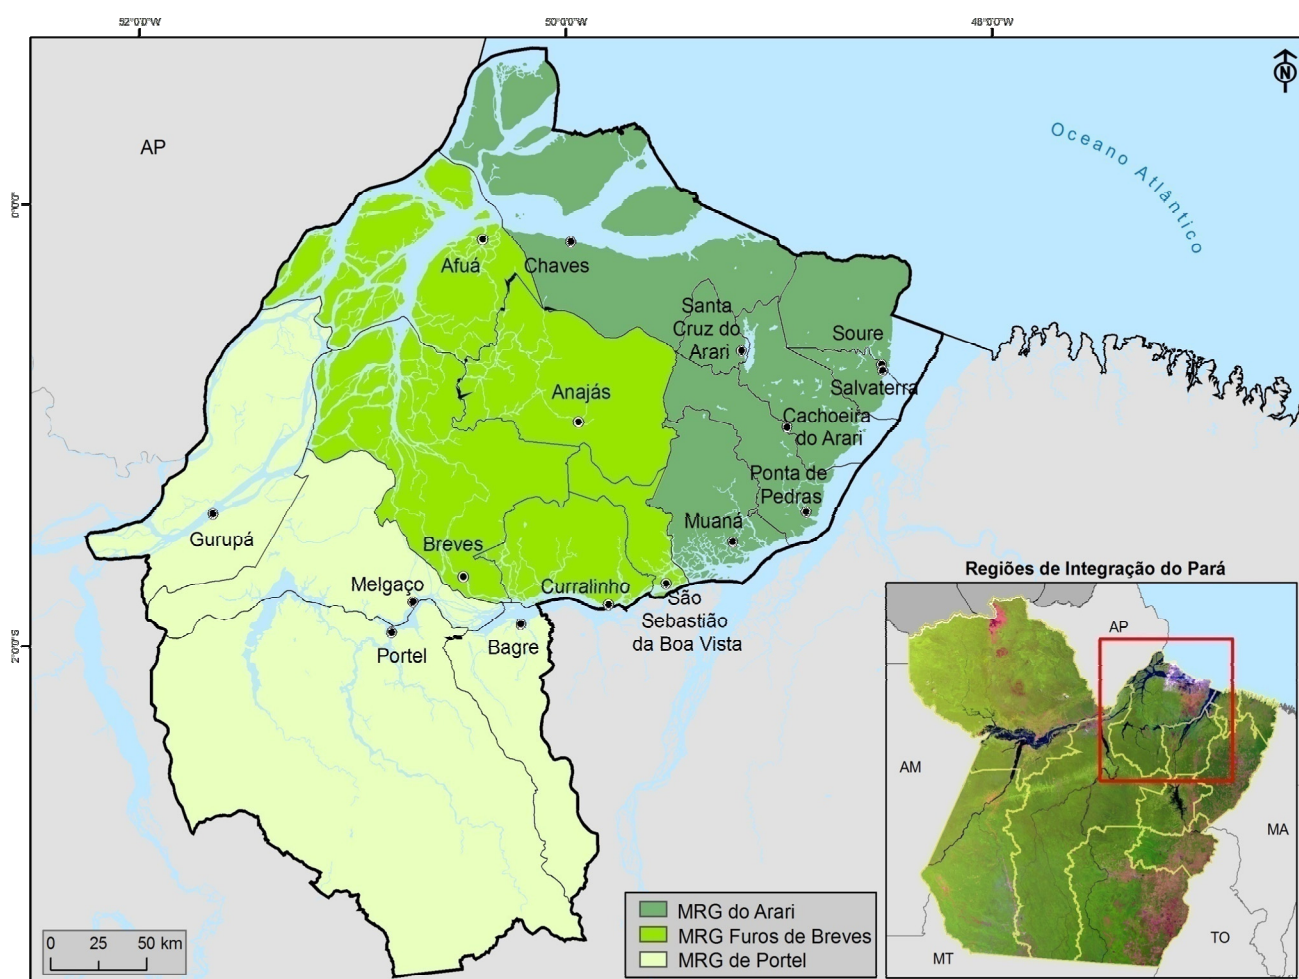 52°0'0"W
50°0'0"W
48°0'0"W
N
AP
Oceano Atlântico
0°0'0"
Afuá
Chaves
Santa
Cruz do
Arari
Soure
Salvaterra
Anajás
Cachoeira
do Arari
Ponta de
Pedras
Muaná
Gurupá
Breves
Melgaço
Curralinho
São
Sebastião
da Boa Vista
Portel
Bagre
2°0'0"S
Regiões de Integração do Pará
AP
AM
MA
TO
MT
MRG do Arari
MRG Furos de Breves
MRG de Portel
0 25 50 km